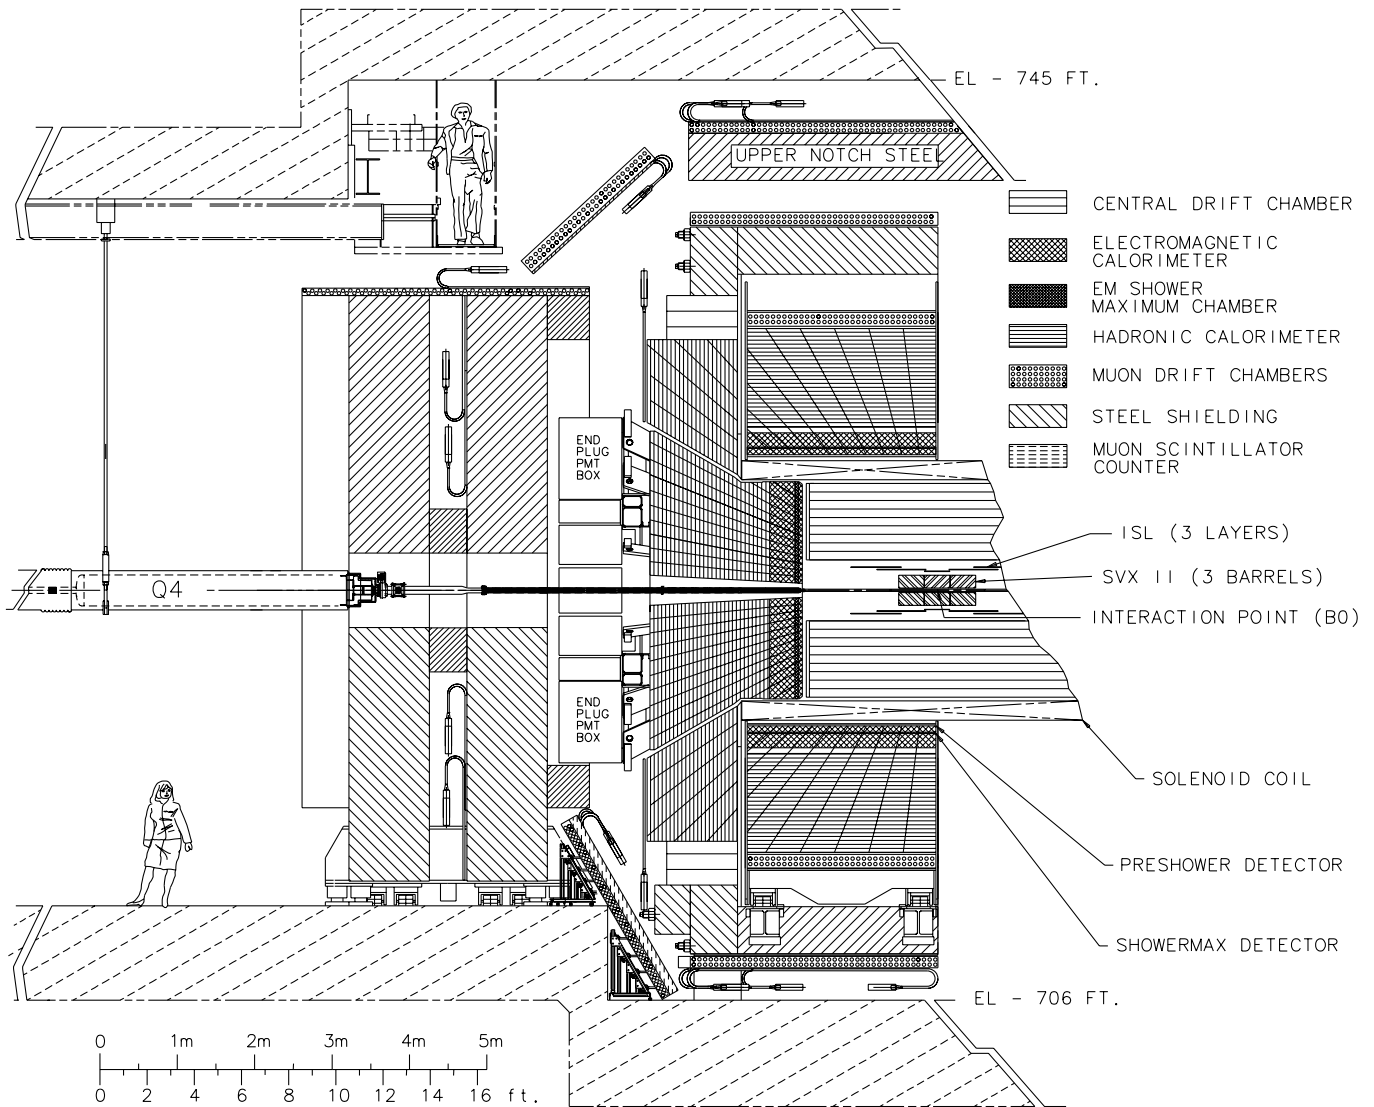 EL - 745 FT.
UPPER NOTCH STEEL
CENTRAL DRIFT CHAMBER
ELECTROMAGNETIC
CALORIMETER
EM SHOWER
MAXIMUM CHAMBER
HADRONIC CALORIMETER
MUON DRIFT CHAMBERS
STEEL SHIELDING
MUON SCINTILLATOR
COUNTER
END
PLUG
PMT
BOX
ISL (3 LAYERS)
SVX II (3 BARRELS)
Q4
INTERACTION POINT (B0)
END
PLUG
PMT
BOX
SOLENOID COIL
PRESHOWER DETECTOR
SHOWERMAX DETECTOR
EL - 706 FT.
0 1m 2m 3m 4m 5m
0 2 4 6 8 10 12 14 16 ft.